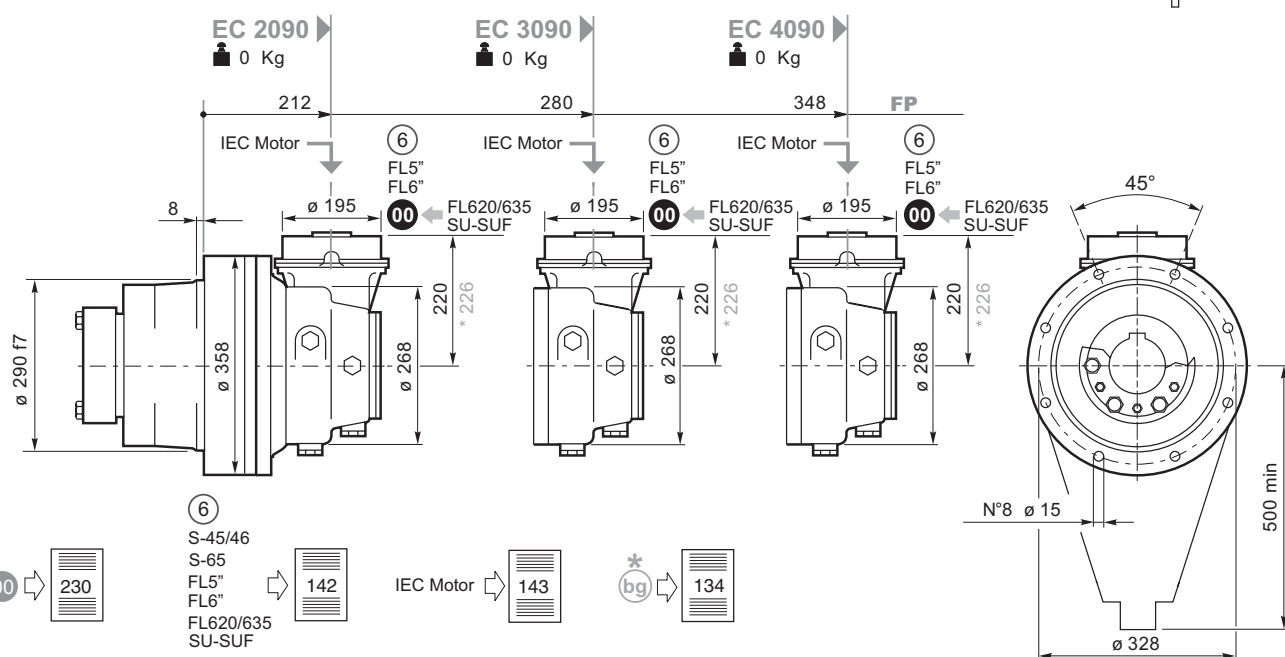 EC 2090
0 Kg
EC 3090
0 Kg
EC 4090
0 Kg
212
280
348
FP
IEC Motor
6
FL5”
FL6”
00
FL620/635
SU-SUF
IEC Motor
6
FL5”
FL6”
00
FL620/635
SU-SUF
IEC Motor
6
FL5”
FL6”
00
FL620/635
SU-SUF
8
ø 195
ø 195
ø 195
45°
ø 290 f7
ø 358
ø 268
220
* 226
ø 268
220
* 226
ø 268
220
* 226
N°8 ø 15
500 min
ø 328
00
230
6
S-45/46
S-65
FL5”
FL6”
FL620/635
SU-SUF
142
IEC Motor
143
*
bg
134